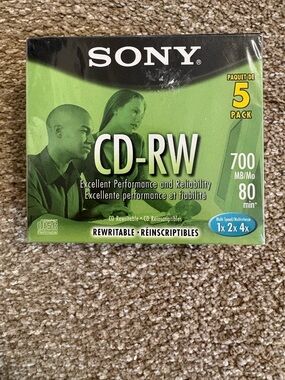 SONY
PAQUET DE
5
PACK
CD-RW
Excellent Performance and Reliability
Excellente performance et fiabilité
700
MB/Mo
80
min*
CD Rewritable • CD Réinscriptibles
REWRITABLE • RÉINSCRIPTIBLES
1x 2x 4x